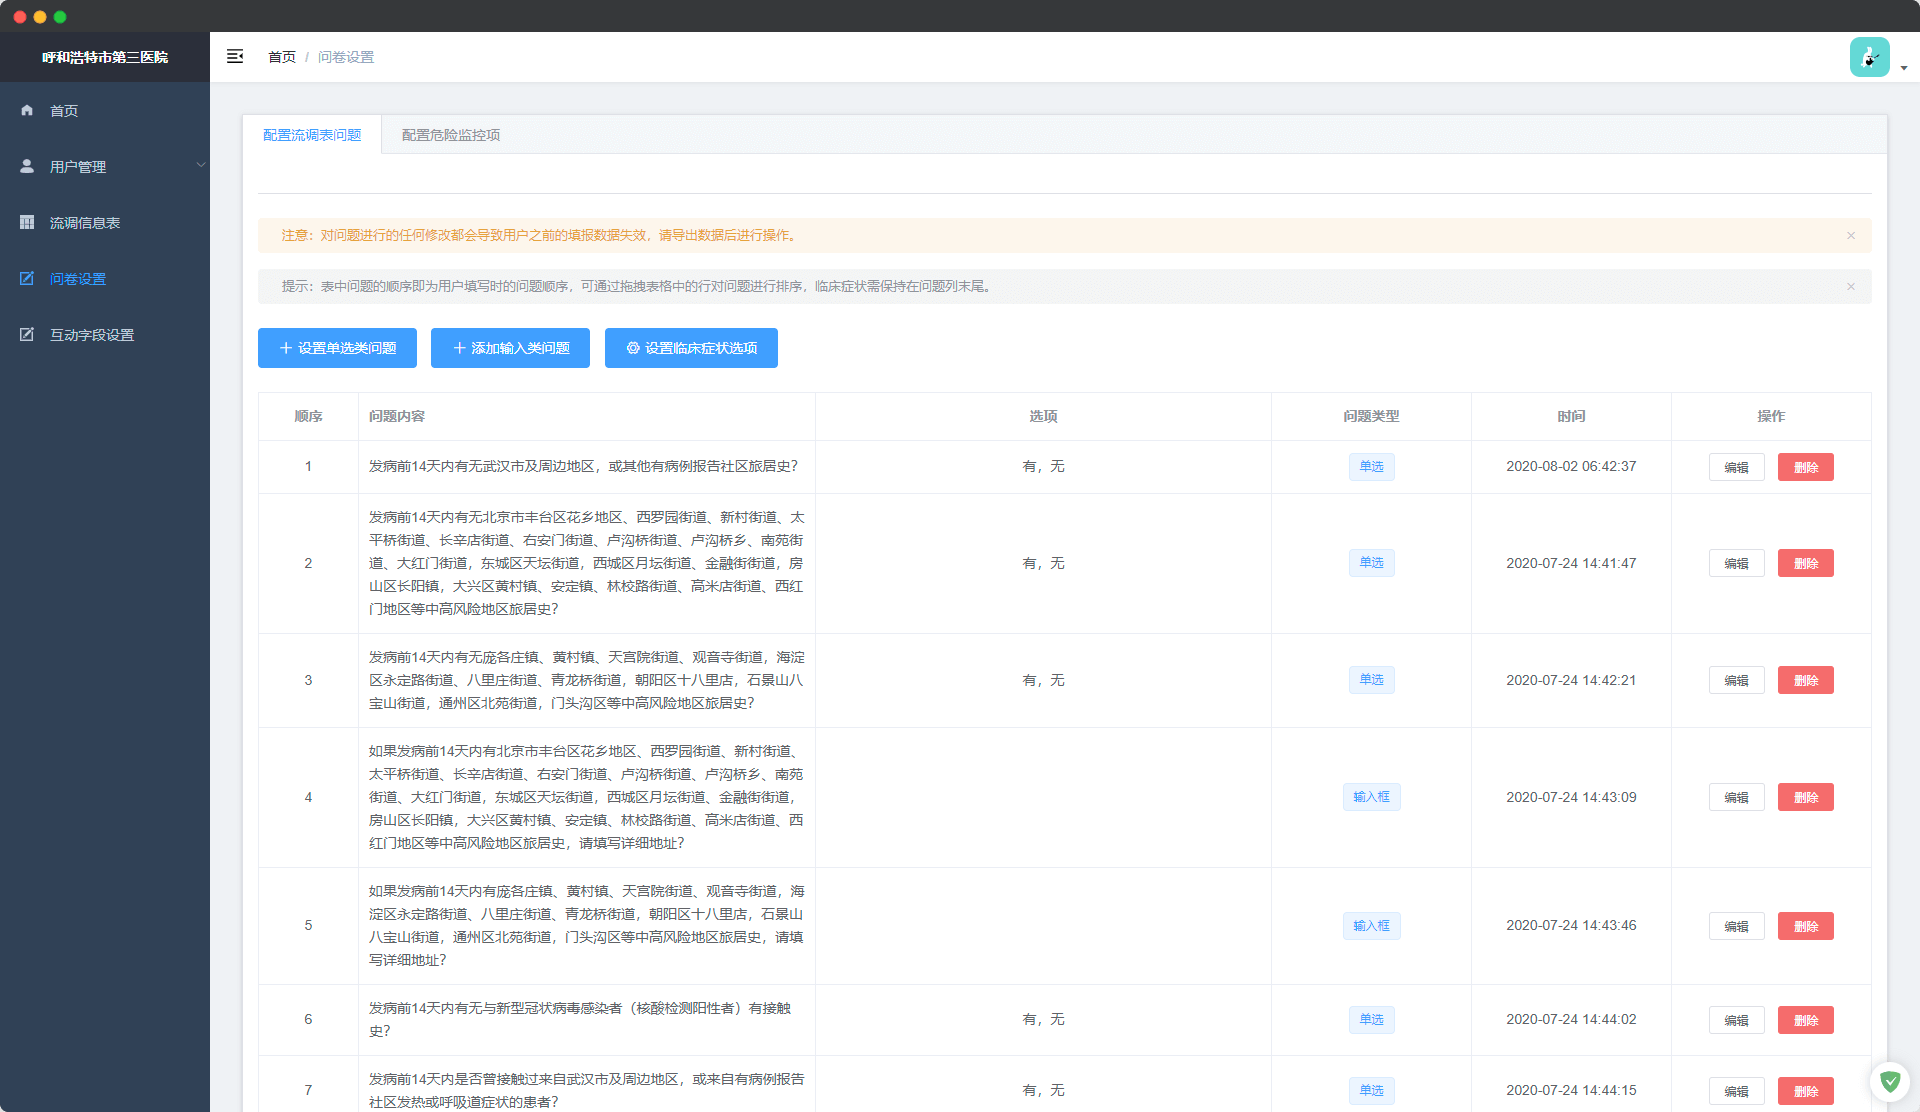 呼和浩特市第三医院
首页 / 问卷设置
首页
用户管理
流调信息表
问卷设置
互动字段设置
配置流调表问题 配置危险监控项
注意：对问题进行的任何修改都会导致用户之前的填报数据失效，请导出数据后进行操作。
提示：表中问题的顺序即为用户填写时的问题顺序，可通过拖拽表格中的行对问题进行排序，临床症状需保持在问题列末尾。
设置单选类问题 添加输入类问题 设置临床症状选项
顺序 问题内容 选项 问题类型 时间 操作
1 发病前14天内有无武汉市及周边地区，或其他有病例报告社区旅居史？ 有，无 单选 2020-08-02 06:42:37 编辑 删除
发病前14天内有无北京市丰台区花乡地区、西罗园街道、新村街道、太
平桥街道、长辛店街道、右安门街道、卢沟桥街道、卢沟桥乡、南苑街
2 道、大红门街道，东城区天坛街道，西城区月坛街道、金融街街道，房 有，无 单选 2020-07-24 14:41:47 编辑 删除
山区长阳镇，大兴区黄村镇、安定镇、林校路街道、高米店街道、西红
门地区等中高风险地区旅居史？
发病前14天内有无庞各庄镇、黄村镇、天宫院街道、观音寺街道，海淀
3 区永定路街道、八里庄街道、青龙桥街道，朝阳区十八里店，石景山八 有，无 单选 2020-07-24 14:42:21 编辑 删除
宝山街道，通州区北苑街道，门头沟区等中高风险地区旅居史？
如果发病前14天内有北京市丰台区花乡地区、西罗园街道、新村街道、
太平桥街道、长辛店街道、右安门街道、卢沟桥街道、卢沟桥乡、南苑
4 街道、大红门街道，东城区天坛街道，西城区月坛街道、金融街街道， 输入框 2020-07-24 14:43:09 编辑 删除
房山区长阳镇，大兴区黄村镇、安定镇、林校路街道、高米店街道、西
红门地区等中高风险地区旅居史，请填写详细地址？
如果发病前14天内有庞各庄镇、黄村镇、天宫院街道、观音寺街道，海
淀区永定路街道、八里庄街道、青龙桥街道，朝阳区十八里店，石景山
5 八宝山街道，通州区北苑街道，门头沟区等中高风险地区旅居史，请填 输入框 2020-07-24 14:43:46 编辑 删除
写详细地址？
发病前14天内有无与新型冠状病毒感染者（核酸检测阳性者）有接触
6 史？ 有，无 单选 2020-07-24 14:44:02 编辑 删除
发病前14天内是否曾接触过来自武汉市及周边地区，或来自有病例报告
7 社区发热或呼吸道症状的患者？ 有，无 单选 2020-07-24 14:44:15 编辑 删除